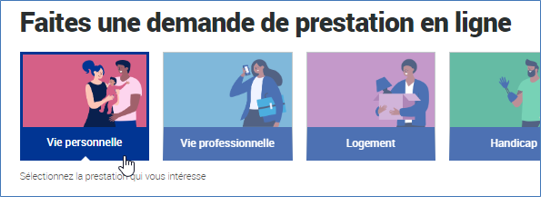 Faites une demande de prestation en ligne
Vie personnelle
Vie professionnelle
Logement
Handicap
Sélectionnez la prestation qui vous intéresse